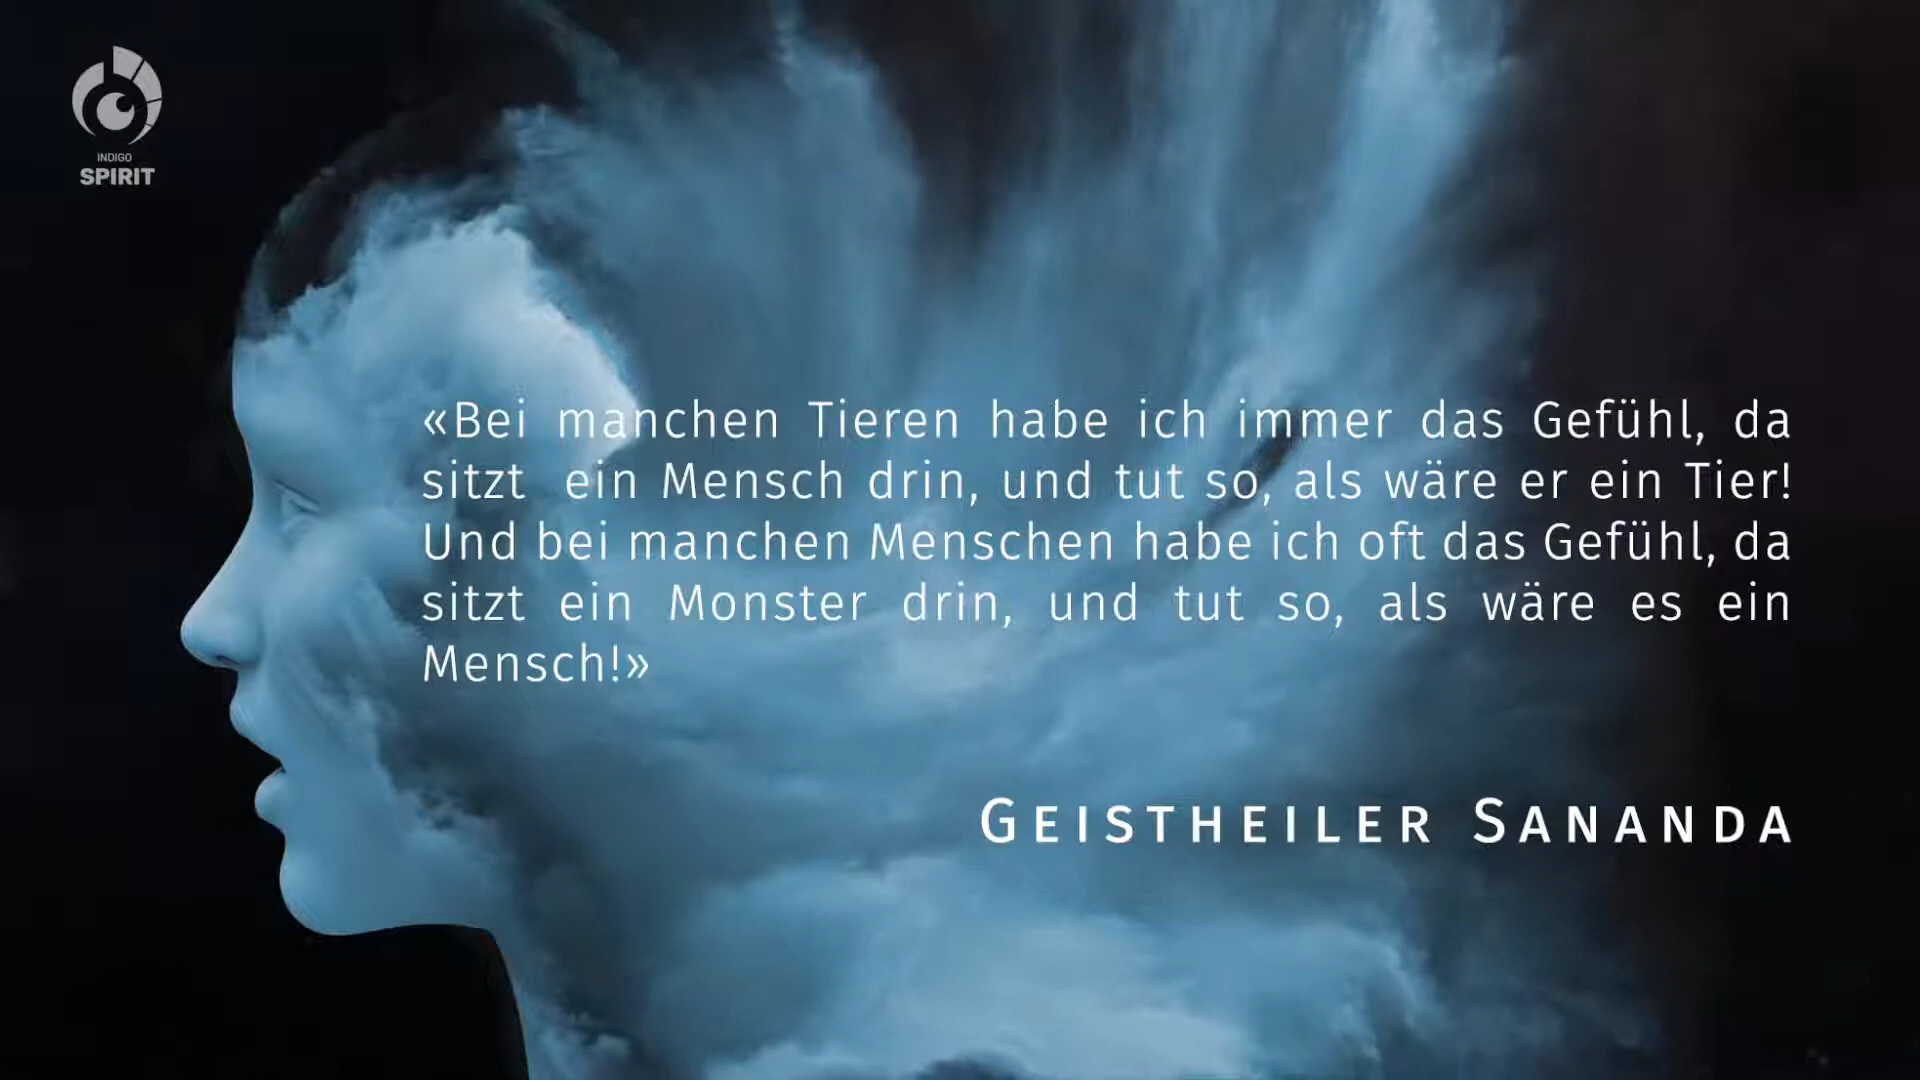 INDIGO
SPIRIT
«Bei manchen Tieren habe ich immer das Gefühl, da
sitzt ein Mensch drin, und tut so, als wäre er ein Tier!
Und bei manchen Menschen habe ich oft das Gefühl, da
sitzt ein Monster drin, und tut so, als wäre es ein
Mensch!»
GEISTHEILER SANANDA